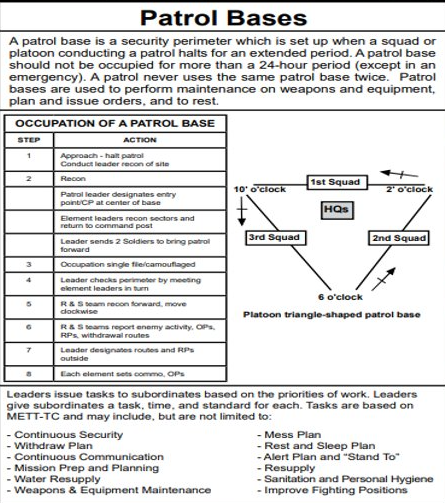 Patrol Bases
A patrol base is a security perimeter which is set up when a squad or
platoon conducting a patrol halts for an extended period. A patrol base
should not be occupied for more than a 24-hour period (except in an
emergency). A patrol never uses the same patrol base twice. Patrol
bases are used to perform maintenance on weapons and equipment,
plan and issue orders, and to rest.
OCCUPATION OF A PATROL BASE
STEP ACTION
1 Approach - halt patrol
Conduct leader recon of site
2 Recon
Patrol leader designates entry
point/CP at center of base
Element leaders recon sectors and
return to command post
Leader sends 2 Soldiers to bring patrol
forward
3 Occupation single file/camouflaged
4 Leader checks perimeter by meeting
element leaders in turn
5 R & S team recon forward, move
clockwise
6 R & S teams report enemy activity, OPs,
RPs, withdrawal routes
7 Leader designates routes and RPs
outside
8 Each element sets commo, OPs
1st Squad
10' o'clock 2' o'clock
HQs
3rd Squad 2nd Squad
6 o'clock
Platoon triangle-shaped patrol base
Leaders issue tasks to subordinates based on the priorities of work. Leaders
give subordinates a task, time, and standard for each. Tasks are based on
METT-TC and may include, but are not limited to:
- Continuous Security
- Withdraw Plan
- Continuous Communication
- Mission Prep and Planning
- Water Resupply
- Weapons & Equipment Maintenance
- Mess Plan
- Rest and Sleep Plan
- Alert Plan and “Stand To”
- Resupply
- Sanitation and Personal Hygiene
- Improve Fighting Positions